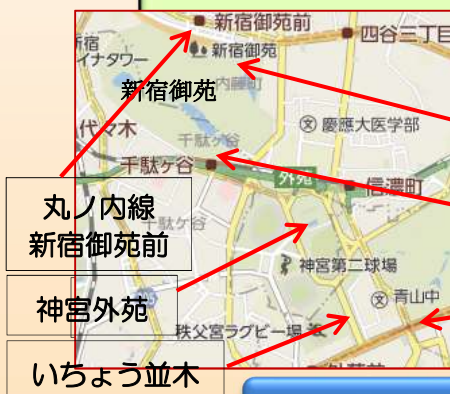 新宿御苑前
四谷三丁目
新宿
イナタワー
新宿御苑
新宿御苑
内藤町
代々木
慶應大医学部
千駄ケ谷
千駄ケ谷
外苑
信濃町
丸ノ内線
新宿御苑前
千駄ケ谷
神宮第二球場
神宮外苑
青山中
秩父宮ラグビー場
いちょう並木